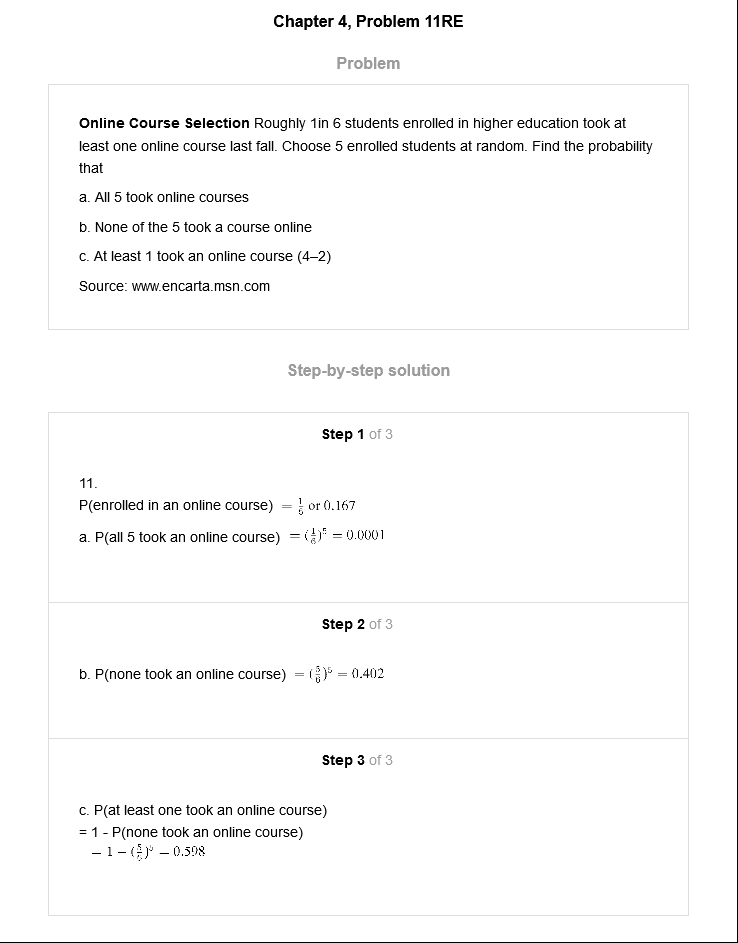 Chapter 4, Problem 11RE
Problem
Online Course Selection Roughly 1in 6 students enrolled in higher education took at
least one online course last fall. Choose 5 enrolled students at random. Find the probability
that
a. All 5 took online courses
b. None of the 5 took a course online
c. At least 1 took an online course (4–2)
Source: www.encarta.msn.com
Step-by-step solution
Step 1 of 3
11.
P(enrolled in an online course) = 1/6 or 0.167
a. P(all 5 took an online course) = (1/6)^5 = 0.0001
Step 2 of 3
b. P(none took an online course) = (5/6)^5 = 0.402
Step 3 of 3
c. P(at least one took an online course)
= 1 - P(none took an online course)
= 1 − (5/6)^5 = 0.598